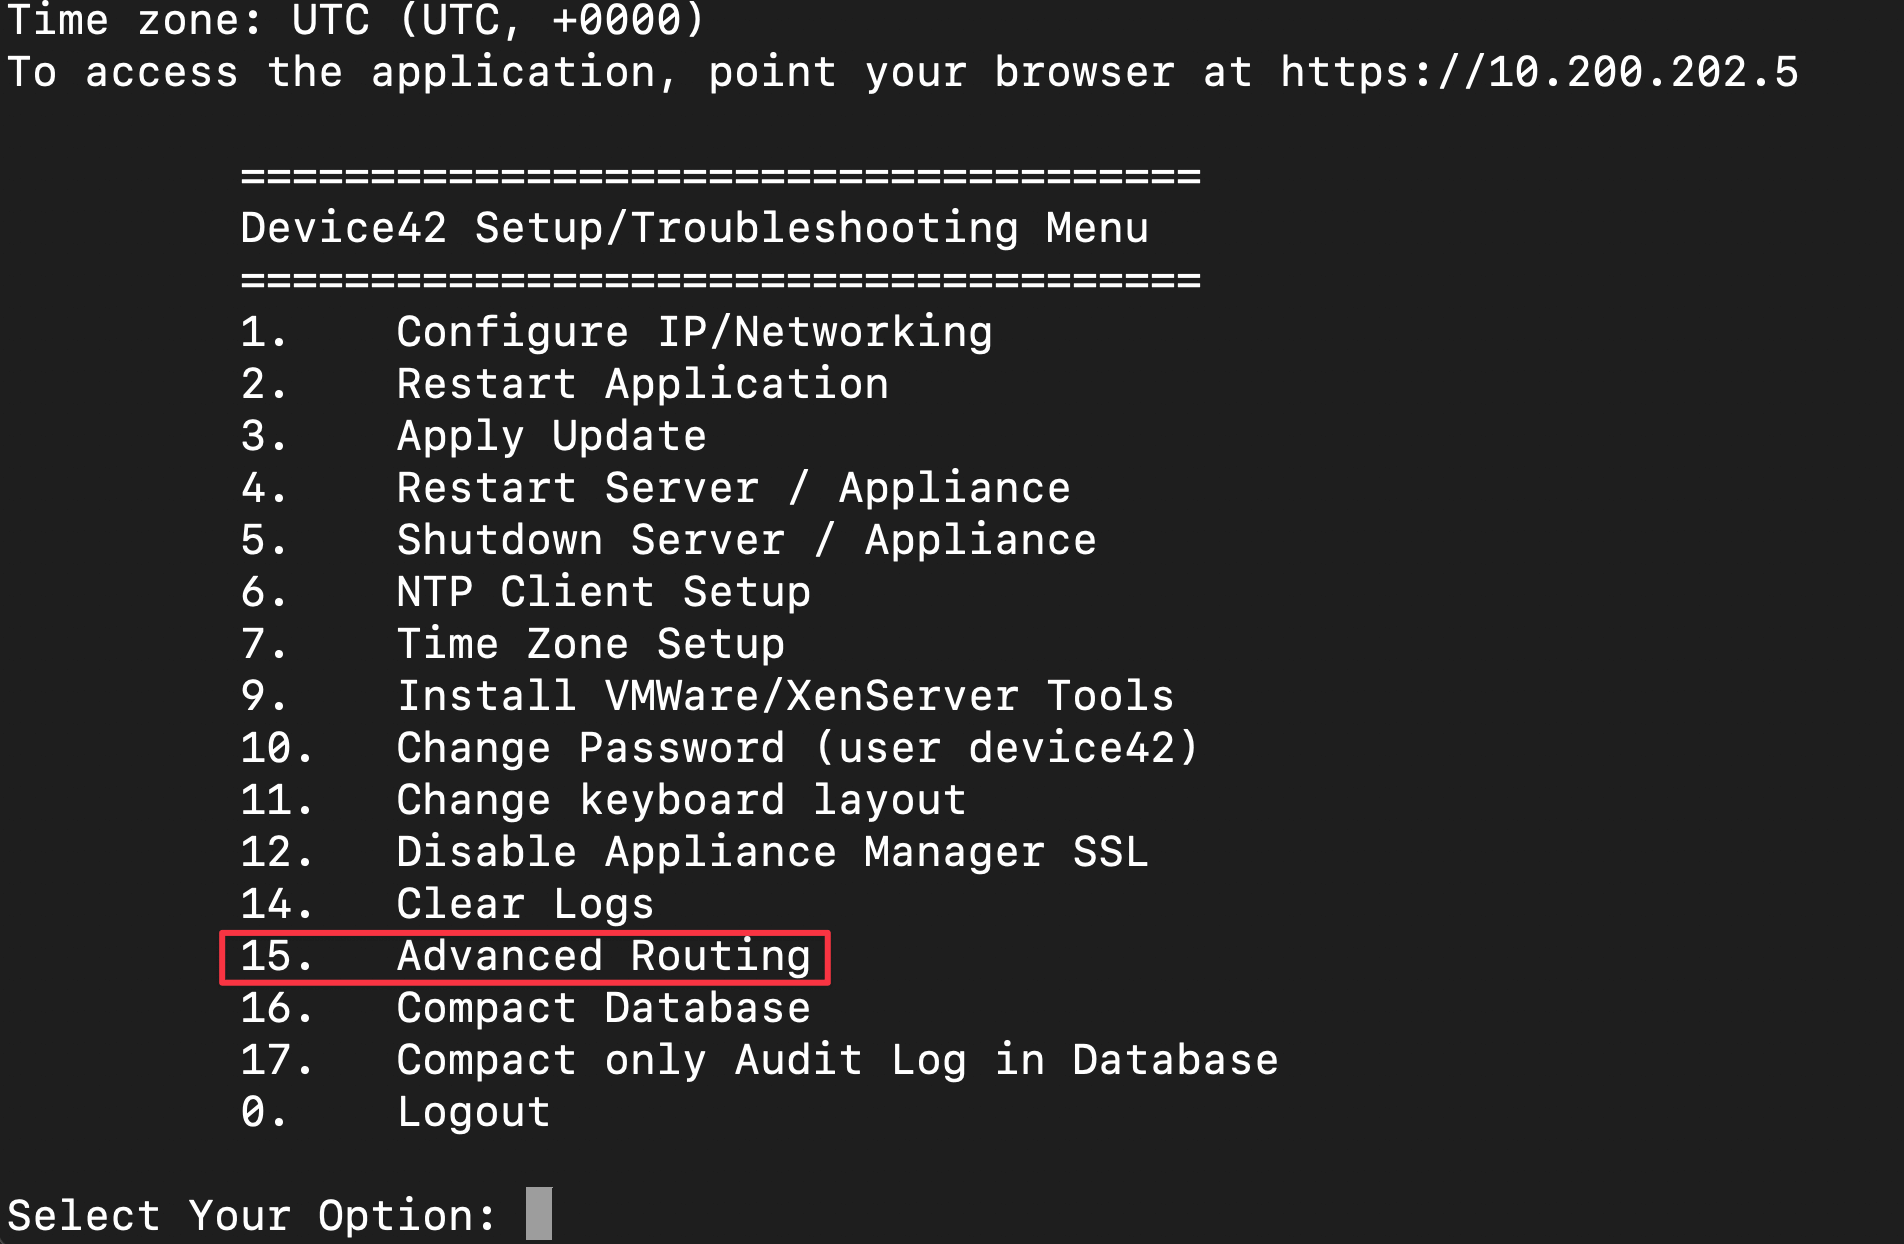 Time zone: UTC (UTC, +0000)
To access the application, point your browser at https://10.200.202.5
=====================================
Device42 Setup/Troubleshooting Menu
=====================================
1. Configure IP/Networking
2. Restart Application
3. Apply Update
4. Restart Server / Appliance
5. Shutdown Server / Appliance
6. NTP Client Setup
7. Time Zone Setup
9. Install VMWare/XenServer Tools
10. Change Password (user device42)
11. Change keyboard layout
12. Disable Appliance Manager SSL
14. Clear Logs
15. Advanced Routing
16. Compact Database
17. Compact only Audit Log in Database
0. Logout
Select Your Option: